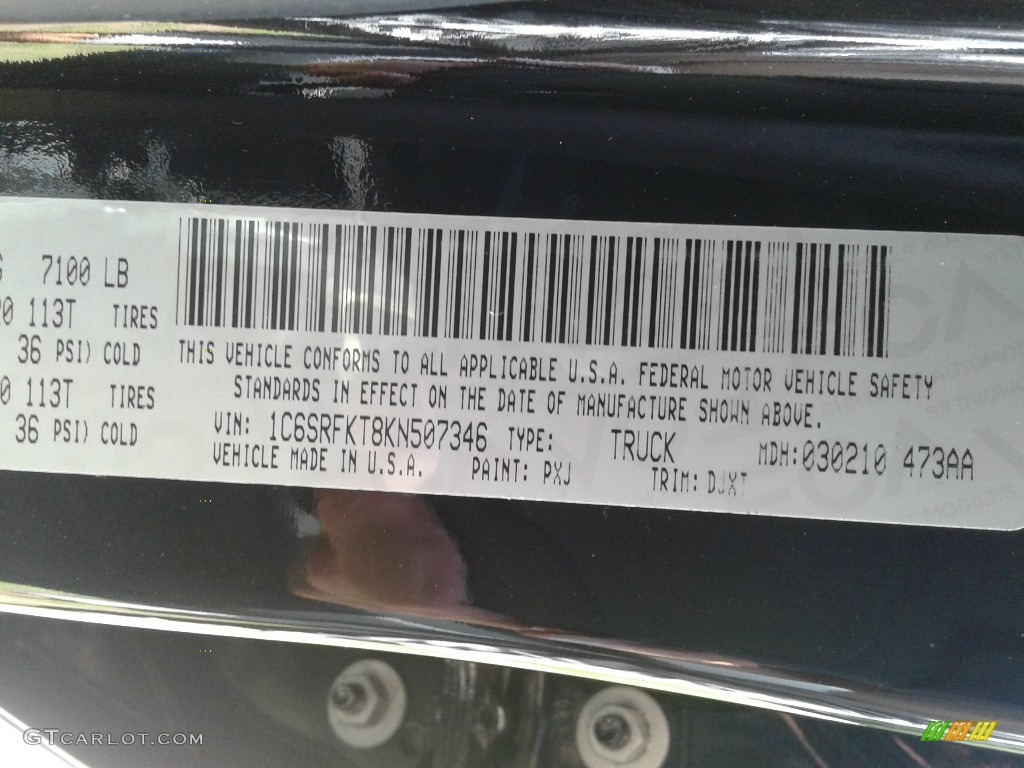 7100 LB
113T TIRES
36 PSI) COLD
0 113T TIRES
36 PSI) COLD
THIS VEHICLE CONFORMS TO ALL APPLICABLE U.S.A. FEDERAL MOTOR VEHICLE SAFETY
STANDARDS IN EFFECT ON THE DATE OF MANUFACTURE SHOWN ABOVE.
VIN: 1C6SRFKT8KN507346 TYPE: TRUCK MDH:030210 473AA
VEHICLE MADE IN U.S.A. PAINT: PXJ TRIM: DJXT
GTCARLOT.COM